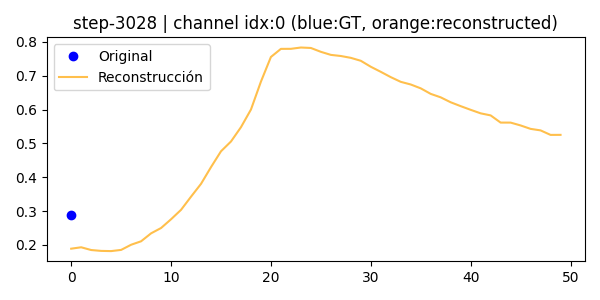 step-3028 | channel idx:0 (blue:GT, orange:reconstructed)
Original
Reconstrucción
0.8
0.7
0.6
0.5
0.4
0.3
0.2
0 10 20 30 40 50